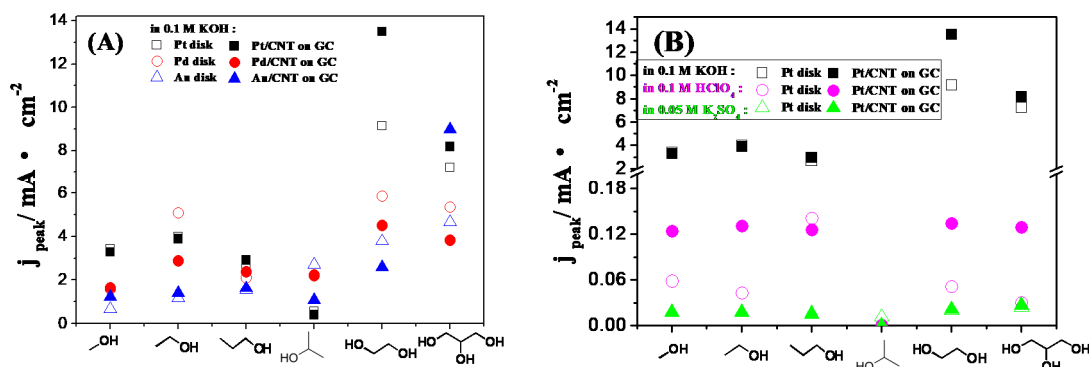 (A)
in 0.1 M KOH :
Pt disk Pt/CNT on GC
Pd disk Pd/CNT on GC
Au disk Au/CNT on GC
j peak/ mA • cm-2
14
12
10
8
6
4
2
0
OH
OH
OH
HO
HO OH
HO OH OH
(B)
in 0.1 M KOH : Pt disk Pt/CNT on GC
in 0.1 M HClO4 : Pt disk Pt/CNT on GC
in 0.05 M K2SO4 : Pt disk Pt/CNT on GC
j peak/ mA • cm-2
14
12
10
8
6
4
2
0.18
0.12
0.06
0.00
OH
OH
OH
HO
HO OH
HO OH OH